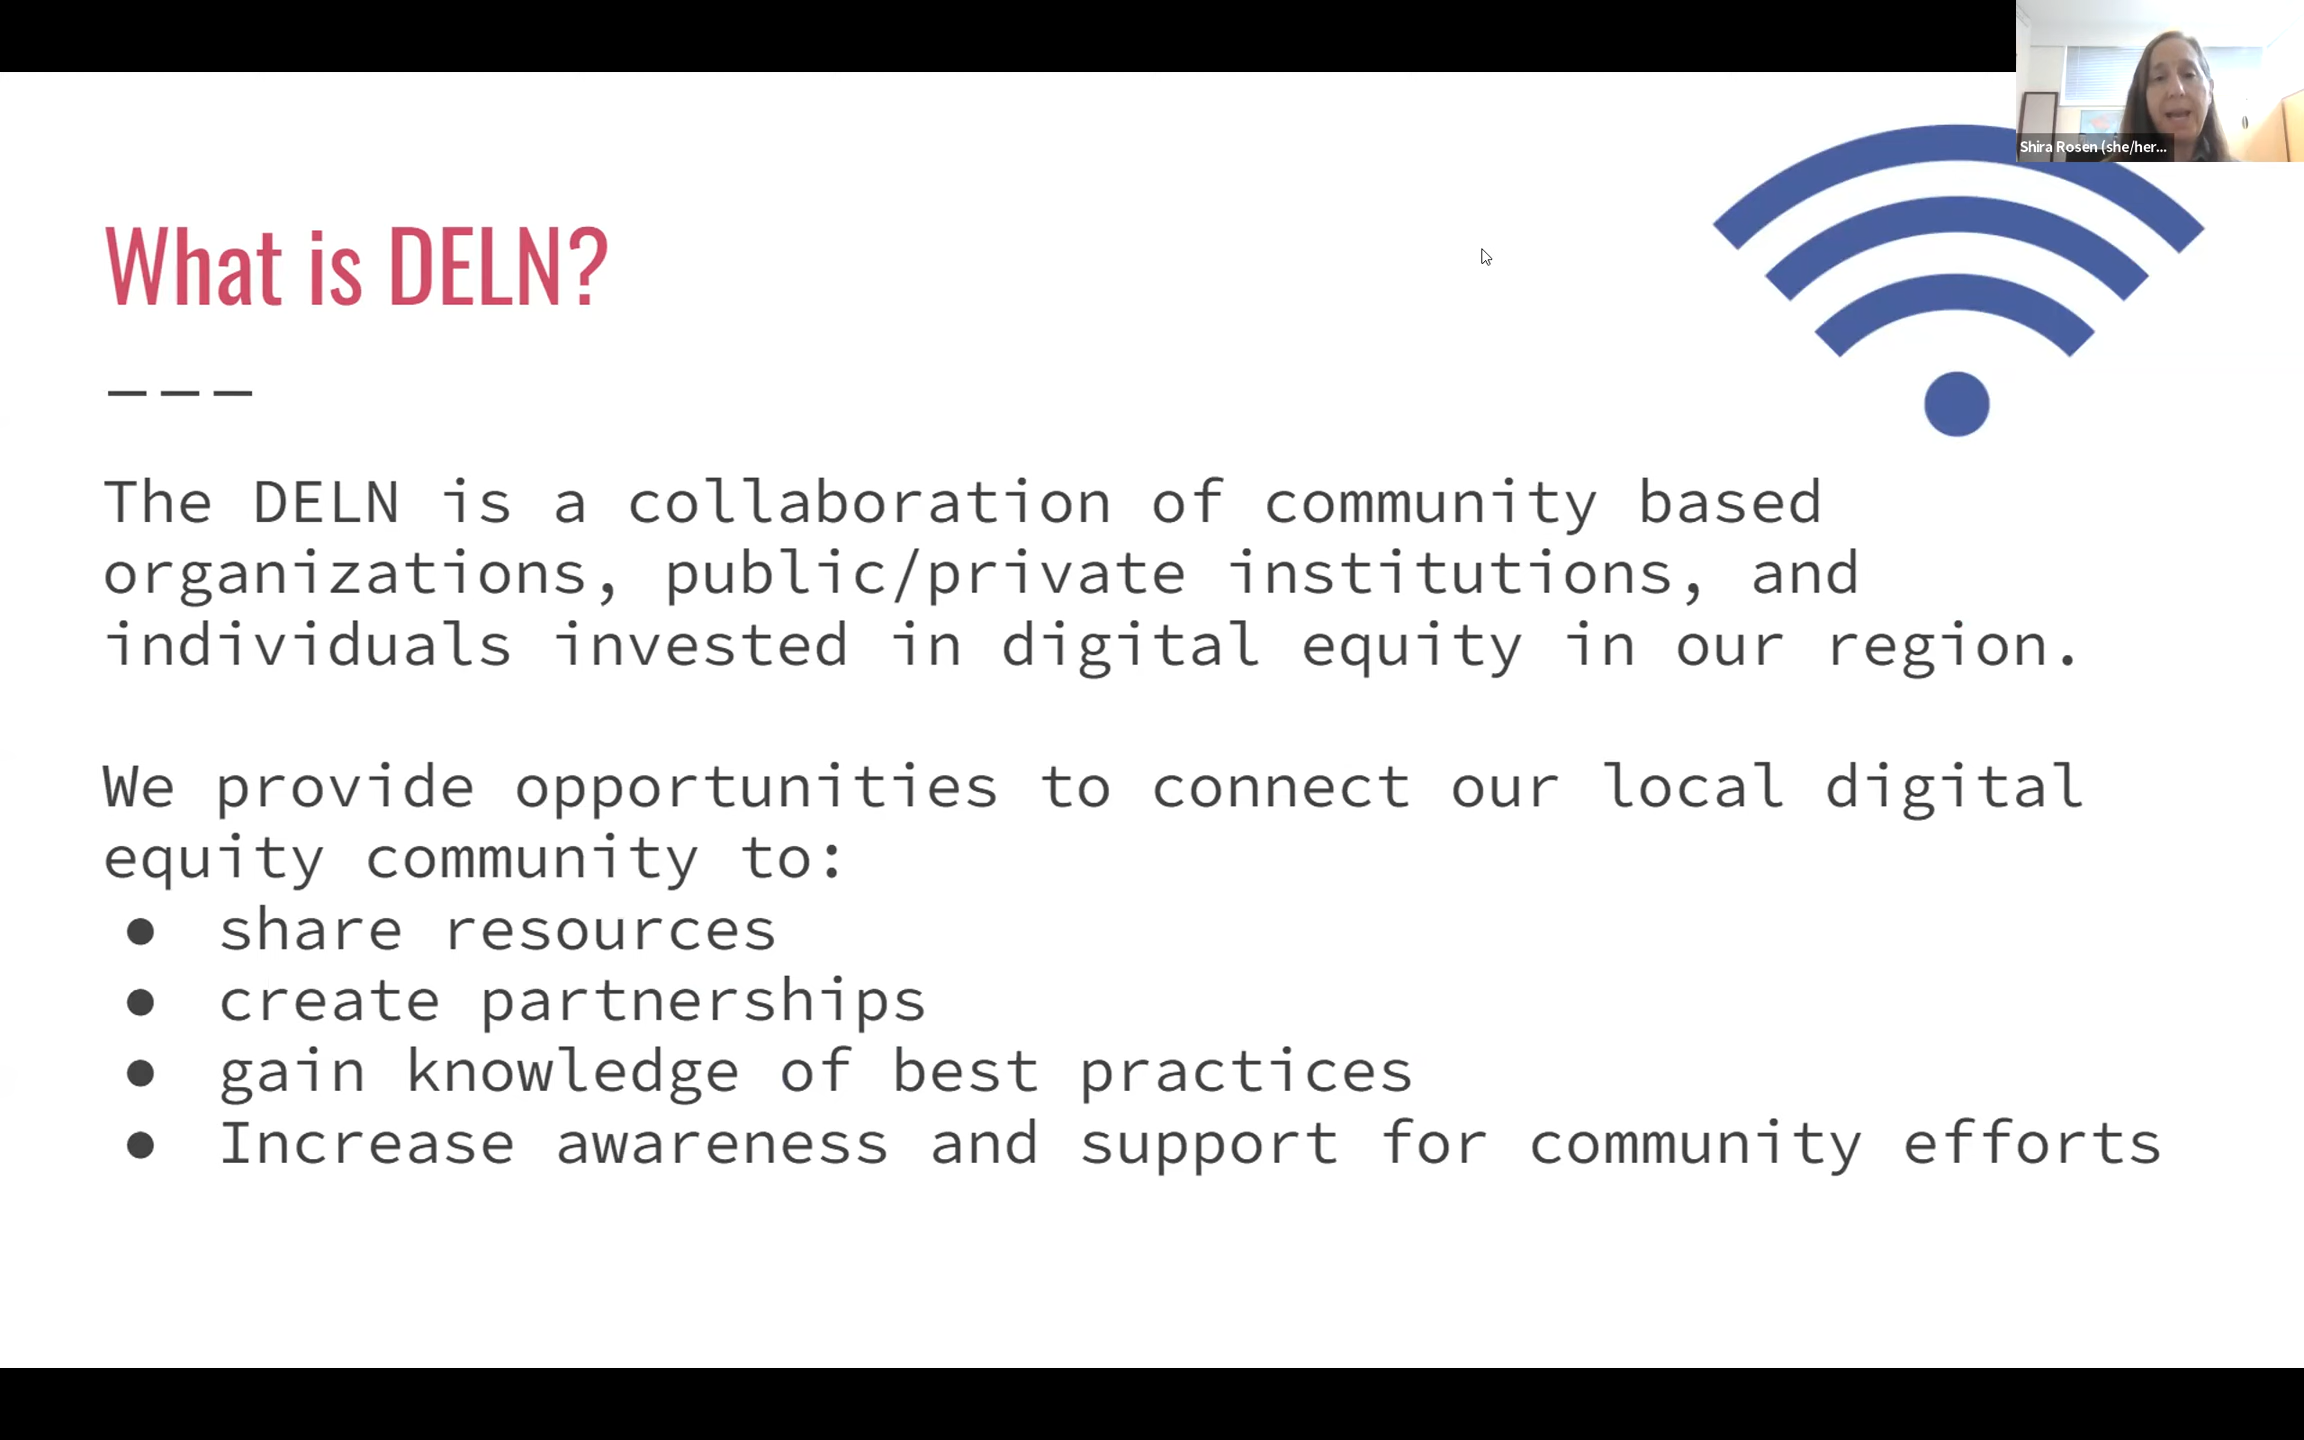 Shira Rosen (she/her...
What is DELN?
The DELN is a collaboration of community based
organizations, public/private institutions, and
individuals invested in digital equity in our region.
We provide opportunities to connect our local digital
equity community to:
● share resources
● create partnerships
● gain knowledge of best practices
● Increase awareness and support for community efforts